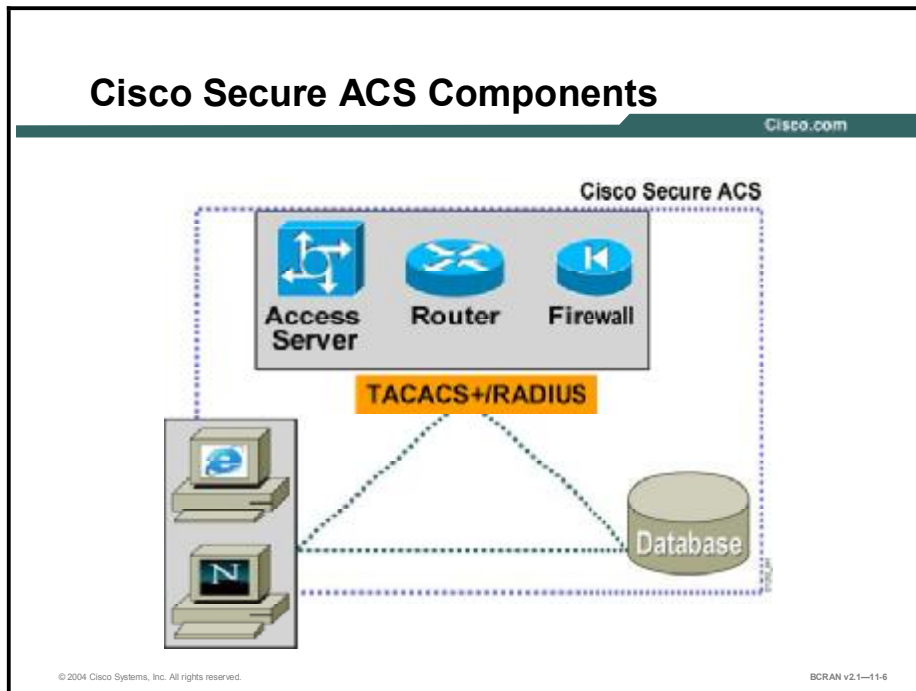 Cisco Secure ACS Components
Cisco.com
Cisco Secure ACS
Access
Server
Router
Firewall
TACACS+/RADIUS
N
Database
© 2004 Cisco Systems, Inc. All rights reserved.
BCRAN v2.1—11-6